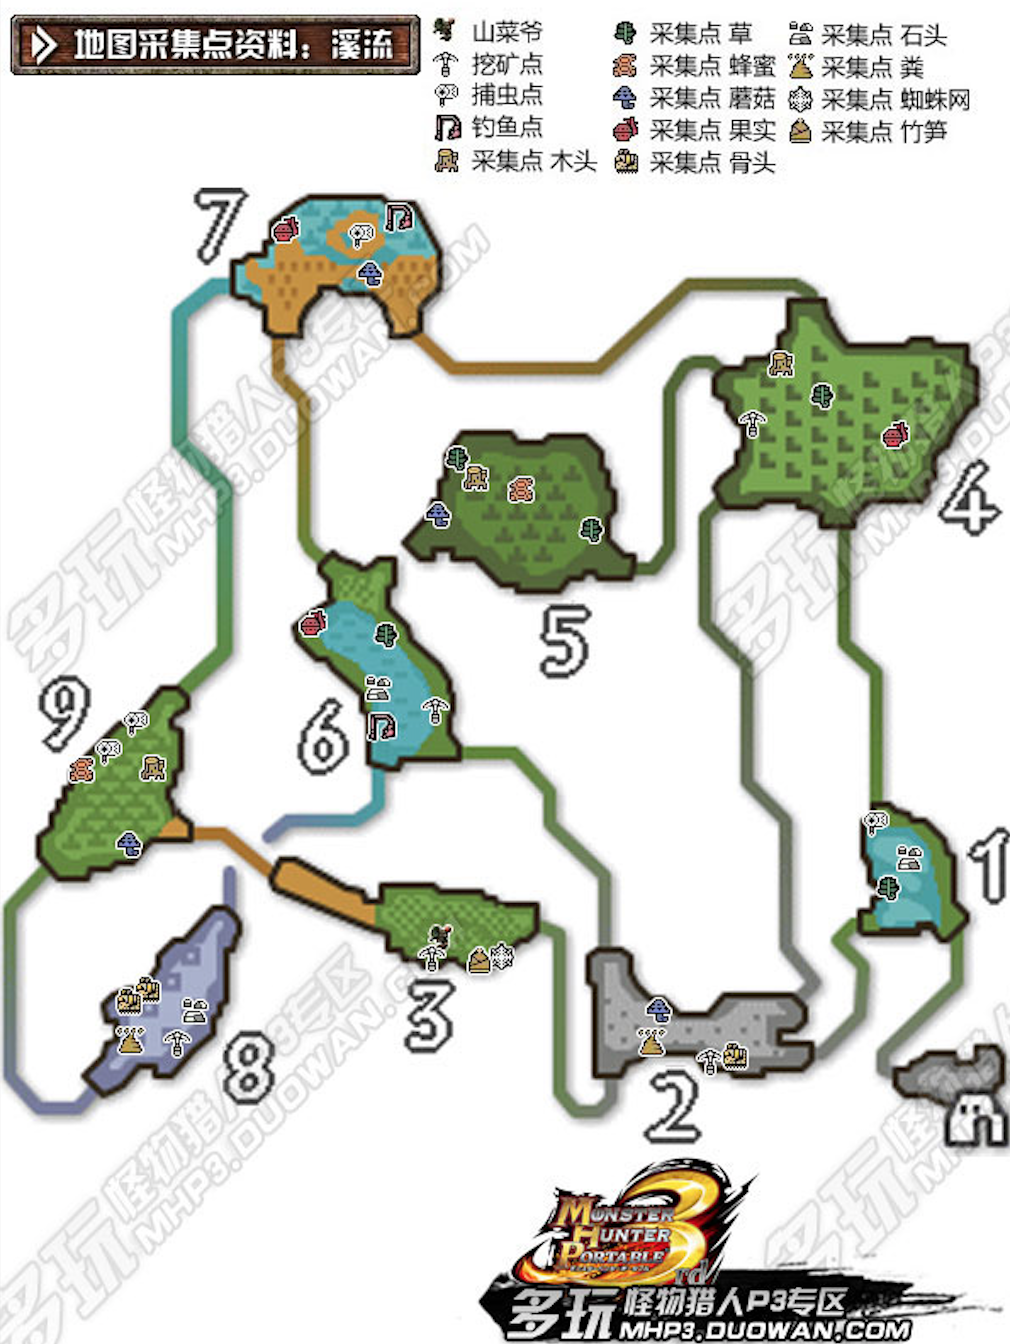 地图采集点资料：溪流
山菜爷
挖矿点
捕虫点
钓鱼点
采集点 木头
采集点 草
采集点 蜂蜜
采集点 蘑菇
采集点 果实
采集点 骨头
采集点 石头
采集点 粪
采集点 蜘蛛网
采集点 竹笋
7
4
5
6
9
1
3
8
2
MONSTER
HUNTER
PORTABLE
3rd
多玩 怪物猎人P3专区
MHP3.DUOWAN.COM
多玩 怪物猎人P3专区
MHP3.DUOWAN.COM